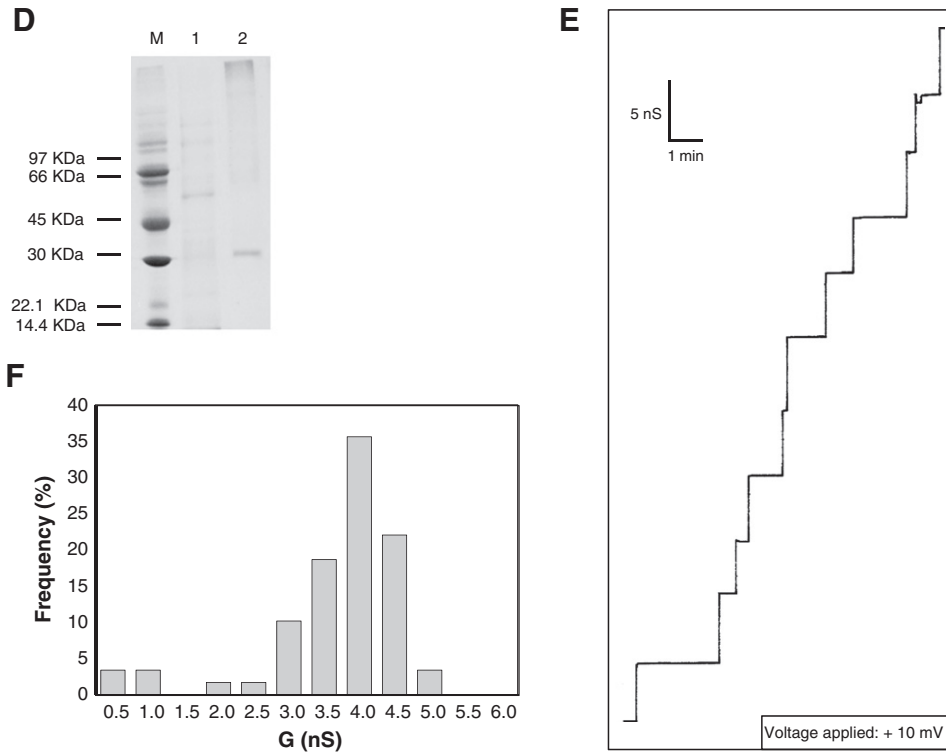 D
M 1 2
97 KDa
66 KDa
45 KDa
30 KDa
22.1 KDa
14.4 KDa
E
5 nS
1 min
Voltage applied: + 10 mV
F
Frequency (%)
40
35
30
25
20
15
10
5
0
0.5 1.0 1.5 2.0 2.5 3.0 3.5 4.0 4.5 5.0 5.5 6.0
G (nS)